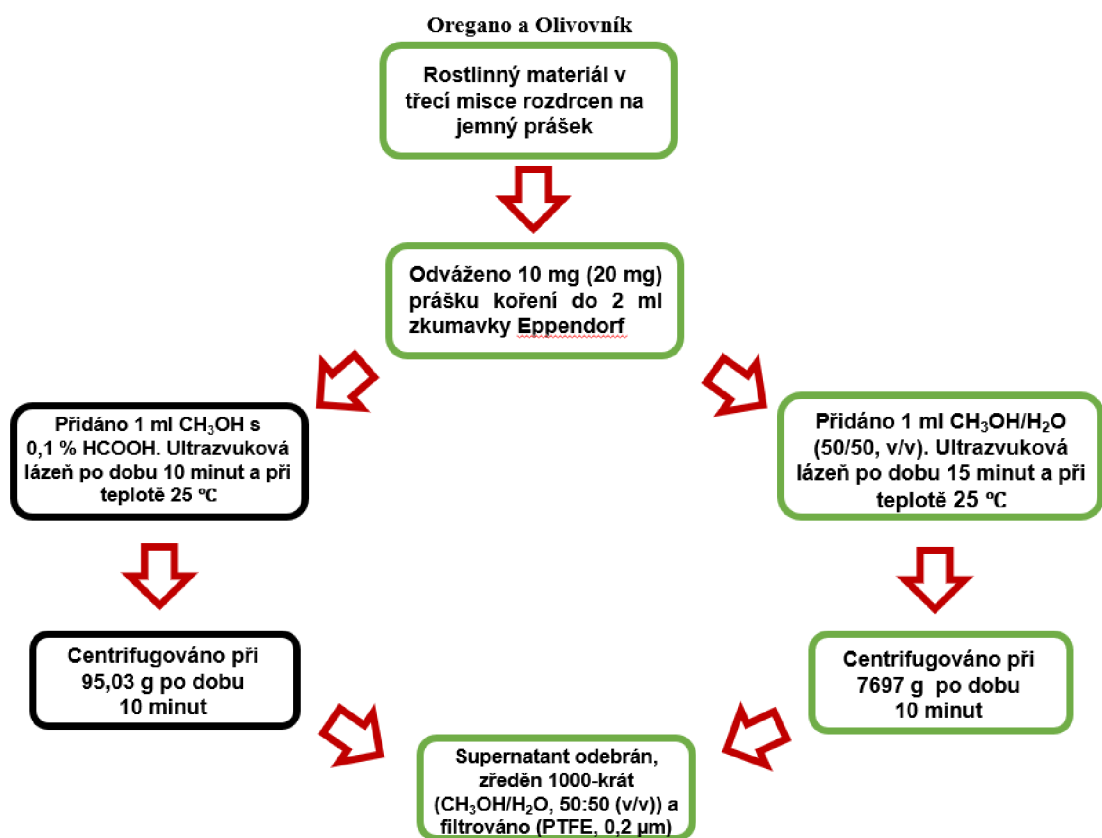 Oregano a Olivovník
Rostlinný materiál v
třecí misce rozdrcen na
jemný prášek
Odváženo 10 mg (20 mg)
prášku koření do 2 ml
zkumavky Eppendorf
Přidáno 1 ml CH₃OH s
0,1 % HCOOH. Ultrazvuková
lázeň po dobu 10 minut a při
teplotě 25 °C
Přidáno 1 ml CH₃OH/H₂O
(50/50, v/v). Ultrazvuková
lázeň po dobu 15 minut a při
teplotě 25 °C
Centrifugováno při
95,03 g po dobu
10 minut
Centrifugováno při
7697 g po dobu
10 minut
Supernatant odebrán,
zředěn 1000-krát
(CH₃OH/H₂O, 50:50 (v/v)) a
filtrováno (PTFE, 0,2 µm)